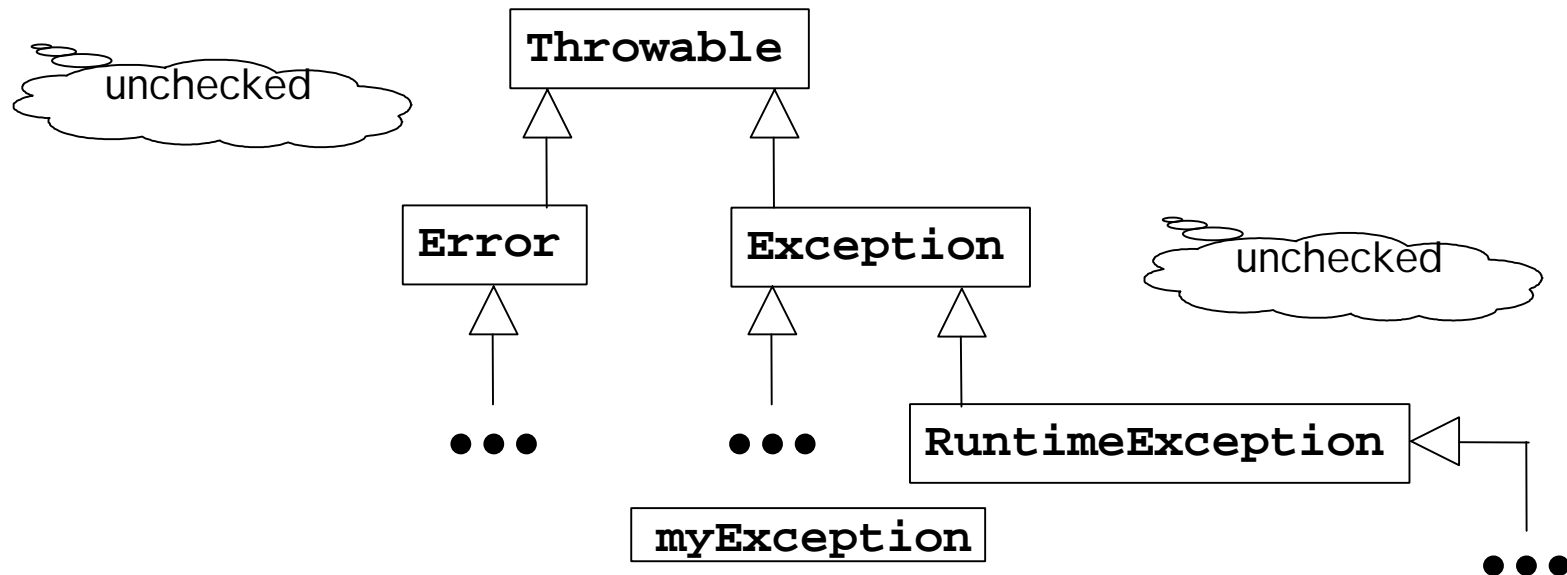 Throwable
unchecked
Error
Exception
unchecked
•••
•••
RuntimeException
myException
•••